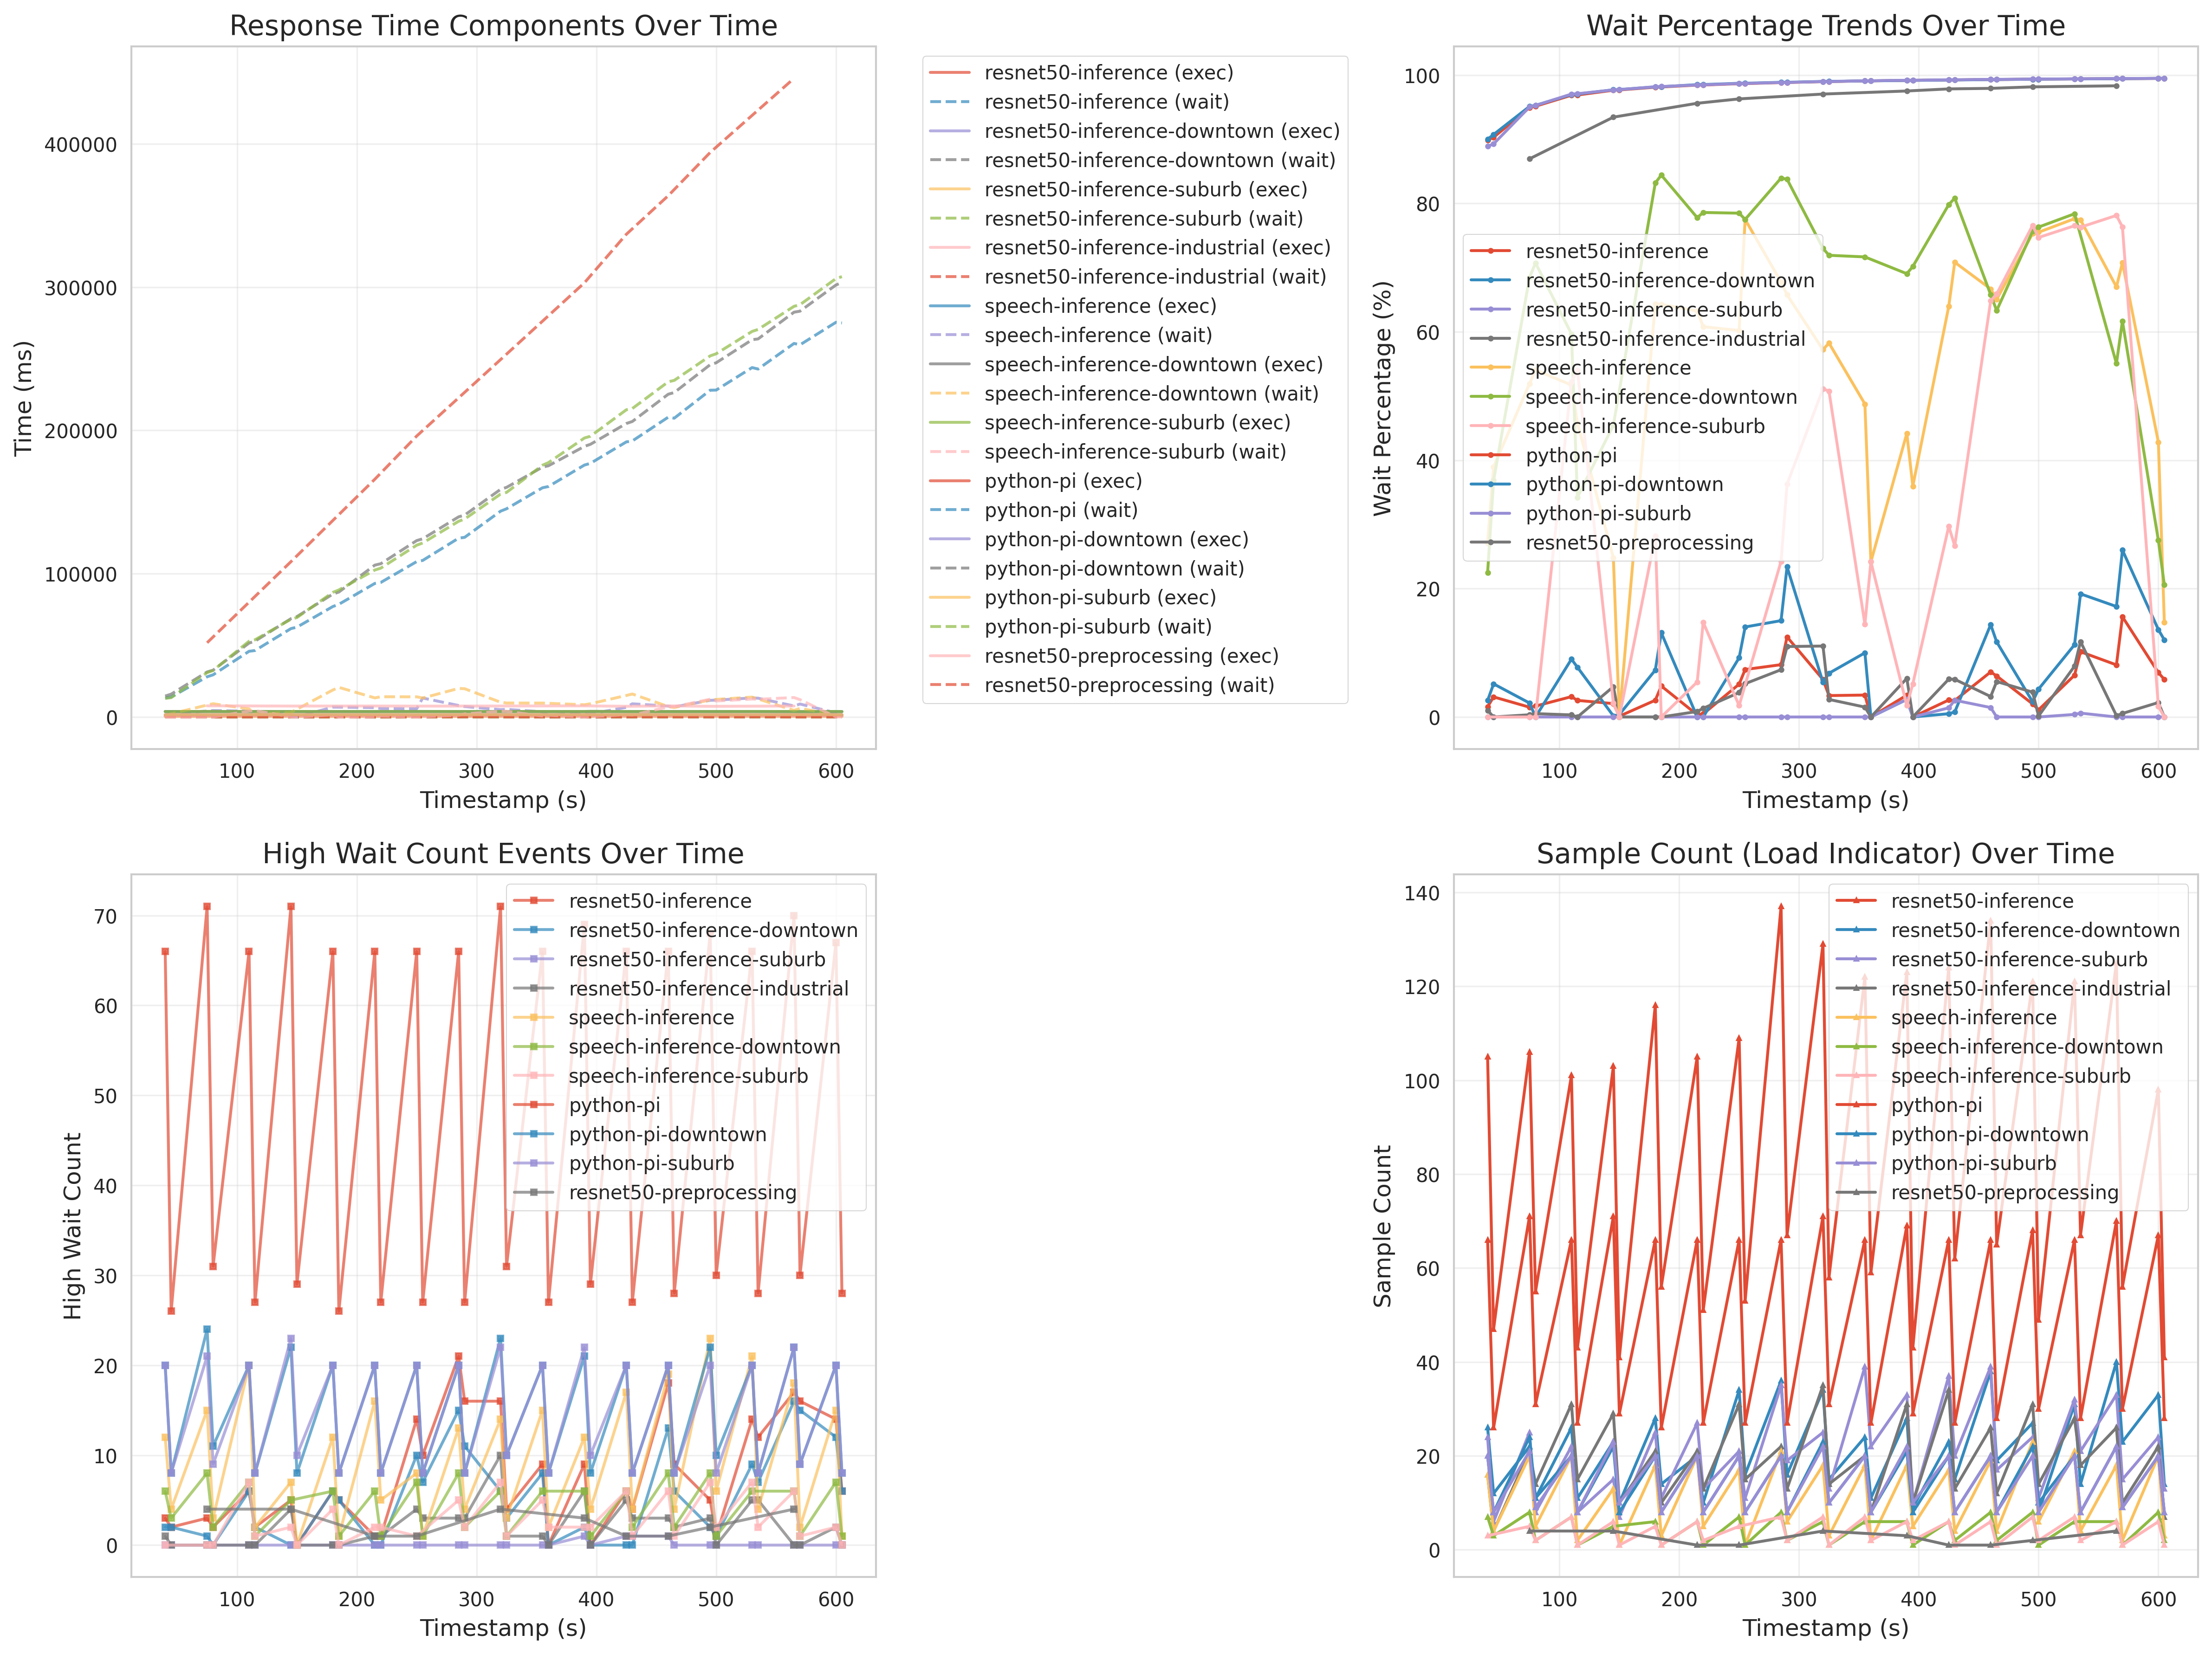 Response Time Components Over Time
400000
300000
200000
100000
0
Time (ms)
100
200
300
400
500
600
Timestamp (s)
resnet50-inference (exec)
resnet50-inference (wait)
resnet50-inference-downtown (exec)
resnet50-inference-downtown (wait)
resnet50-inference-suburb (exec)
resnet50-inference-suburb (wait)
resnet50-inference-industrial (exec)
resnet50-inference-industrial (wait)
speech-inference (exec)
speech-inference (wait)
speech-inference-downtown (exec)
speech-inference-downtown (wait)
speech-inference-suburb (exec)
speech-inference-suburb (wait)
python-pi (exec)
python-pi (wait)
python-pi-downtown (exec)
python-pi-downtown (wait)
python-pi-suburb (exec)
python-pi-suburb (wait)
resnet50-preprocessing (exec)
resnet50-preprocessing (wait)
Wait Percentage Trends Over Time
100
80
60
40
20
0
Wait Percentage (%)
resnet50-inference
resnet50-inference-downtown
resnet50-inference-suburb
resnet50-inference-industrial
speech-inference
speech-inference-downtown
speech-inference-suburb
python-pi
python-pi-downtown
python-pi-suburb
resnet50-preprocessing
100
200
300
400
500
600
Timestamp (s)
High Wait Count Events Over Time
70
60
50
40
30
20
10
0
High Wait Count
resnet50-inference
resnet50-inference-downtown
resnet50-inference-suburb
resnet50-inference-industrial
speech-inference
speech-inference-downtown
speech-inference-suburb
python-pi
python-pi-downtown
python-pi-suburb
resnet50-preprocessing
100
200
300
400
500
600
Timestamp (s)
Sample Count (Load Indicator) Over Time
140
120
100
80
60
40
20
0
Sample Count
resnet50-inference
resnet50-inference-downtown
resnet50-inference-suburb
resnet50-inference-industrial
speech-inference
speech-inference-downtown
speech-inference-suburb
python-pi
python-pi-downtown
python-pi-suburb
resnet50-preprocessing
100
200
300
400
500
600
Timestamp (s)